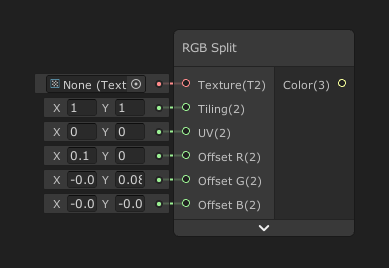 RGB Split
None (Text Texture(T2) Color(3)
X 1 Y 1 Tiling(2)
X 0 Y 0 UV(2)
X 0.1 Y 0 Offset R(2)
X -0.0 Y 0.08 Offset G(2)
X -0.0 Y -0.0 Offset B(2)